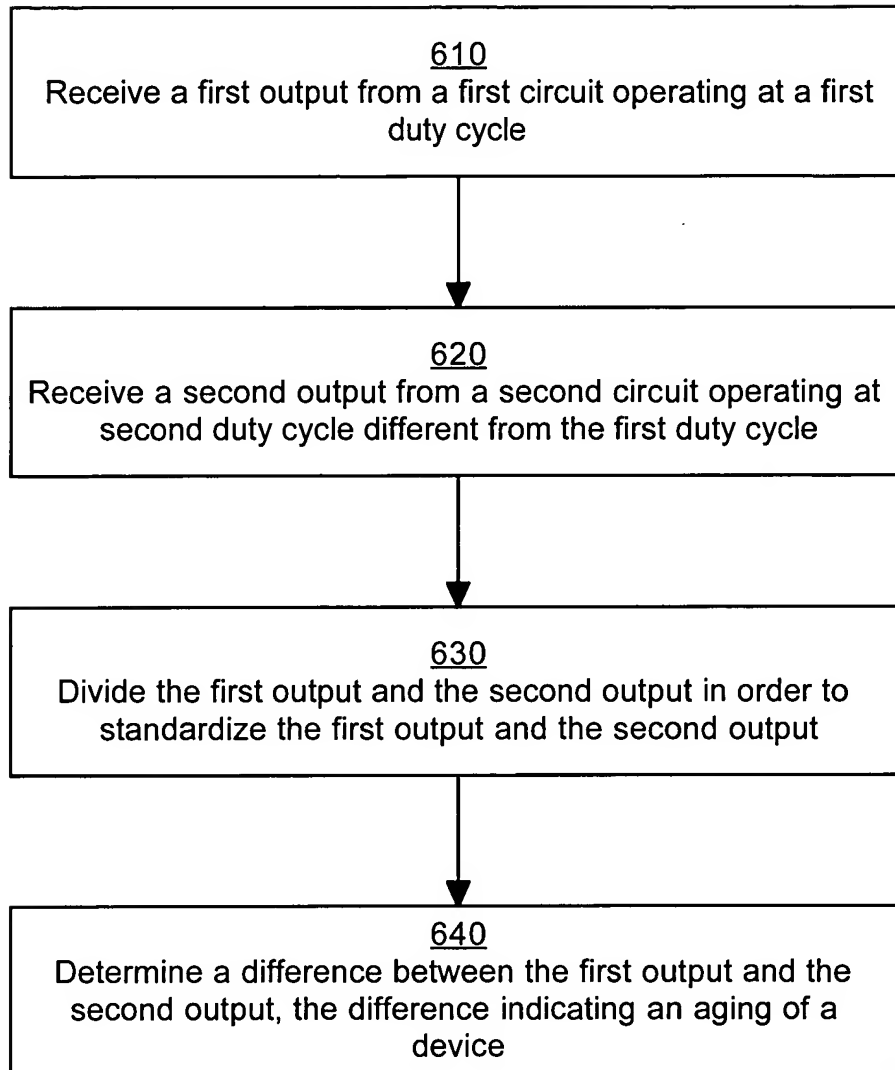 610
Receive a first output from a first circuit operating at a first
duty cycle
620
Receive a second output from a second circuit operating at
second duty cycle different from the first duty cycle
630
Divide the first output and the second output in order to
standardize the first output and the second output
640
Determine a difference between the first output and the
second output, the difference indicating an aging of a
device